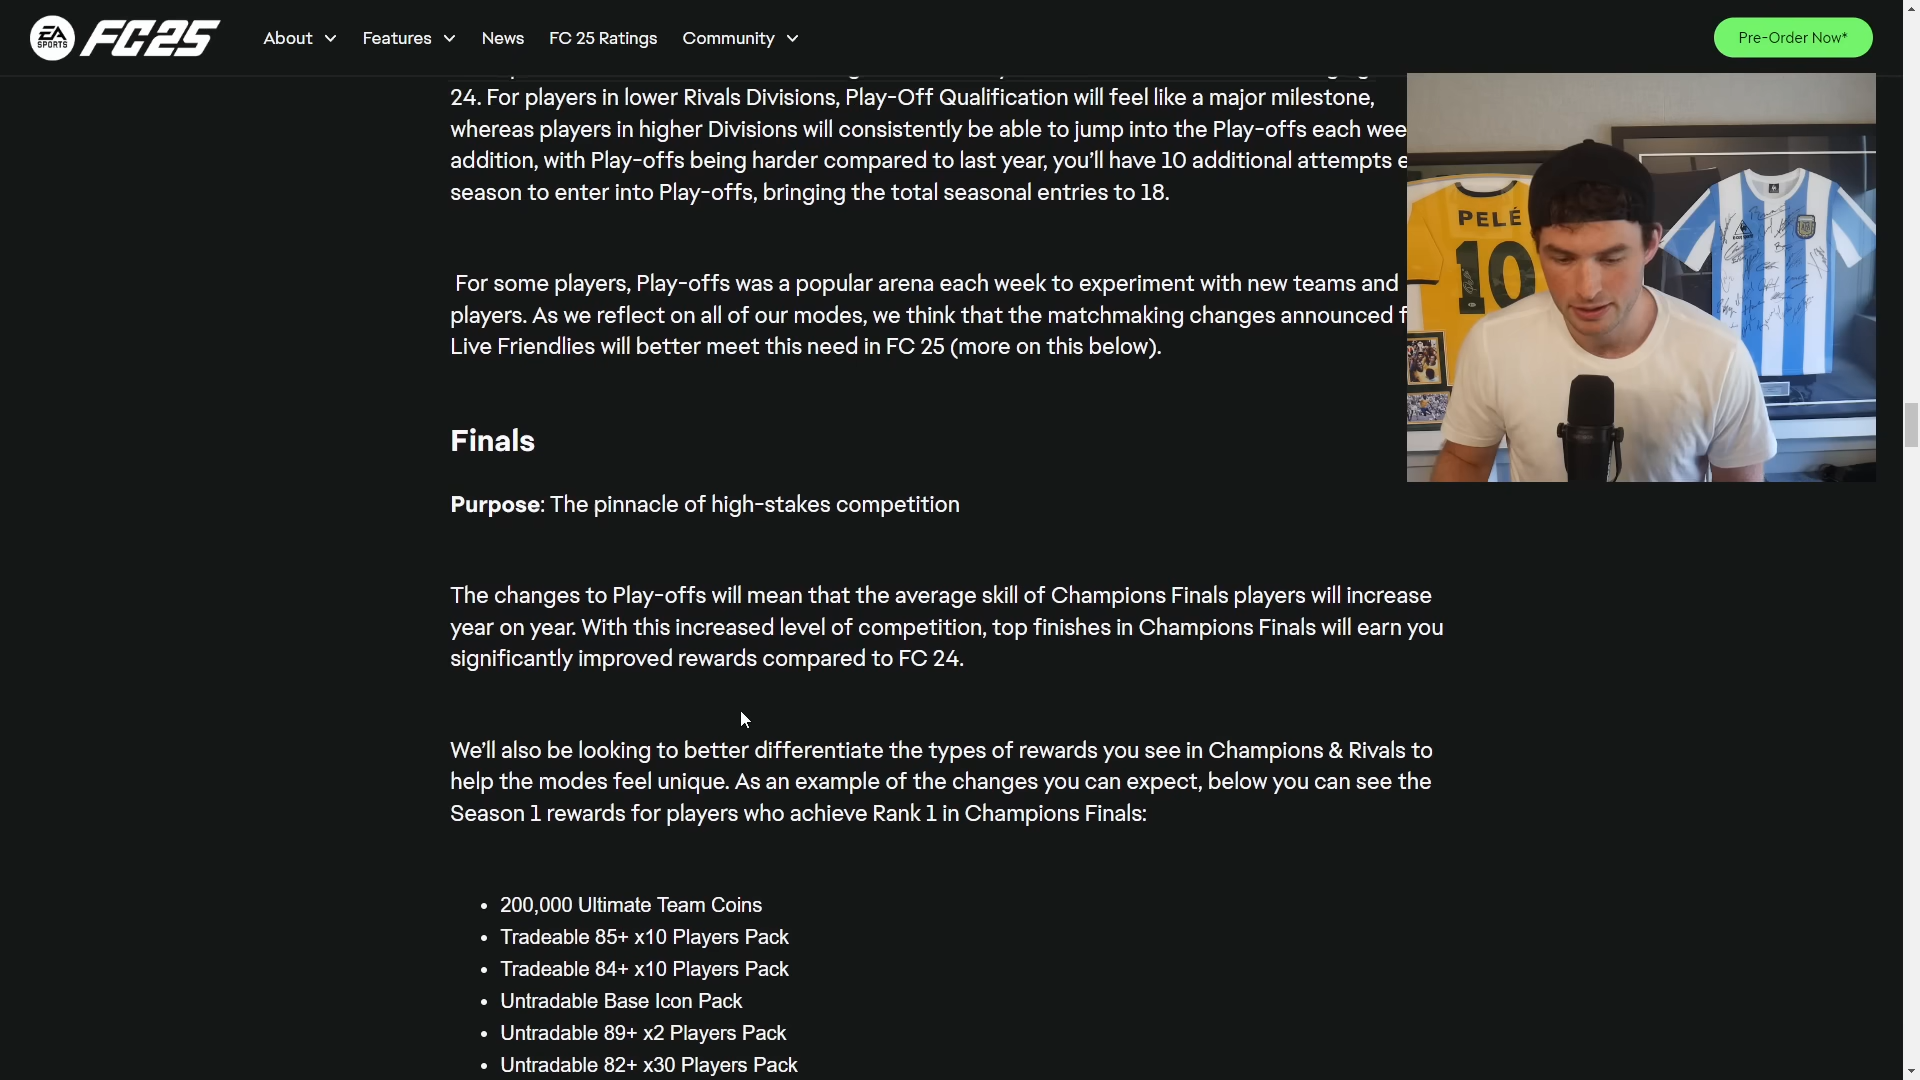 EA SPORTS FC 25
About Features News FC 25 Ratings Community Pre-Order Now*
24. For players in lower Rivals Divisions, Play-Off Qualification will feel like a major milestone,
whereas players in higher Divisions will consistently be able to jump into the Play-offs each wee
addition, with Play-offs being harder compared to last year, you’ll have 10 additional attempts e
season to enter into Play-offs, bringing the total seasonal entries to 18.
For some players, Play-offs was a popular arena each week to experiment with new teams and
players. As we reflect on all of our modes, we think that the matchmaking changes announced f
Live Friendlies will better meet this need in FC 25 (more on this below).
PELÉ
10
Finals
Purpose: The pinnacle of high-stakes competition
The changes to Play-offs will mean that the average skill of Champions Finals players will increase
year on year. With this increased level of competition, top finishes in Champions Finals will earn you
significantly improved rewards compared to FC 24.
We’ll also be looking to better differentiate the types of rewards you see in Champions & Rivals to
help the modes feel unique. As an example of the changes you can expect, below you can see the
Season 1 rewards for players who achieve Rank 1 in Champions Finals:
• 200,000 Ultimate Team Coins
• Tradeable 85+ x10 Players Pack
• Tradeable 84+ x10 Players Pack
• Untradable Base Icon Pack
• Untradable 89+ x2 Players Pack
• Untradable 82+ x30 Players Pack